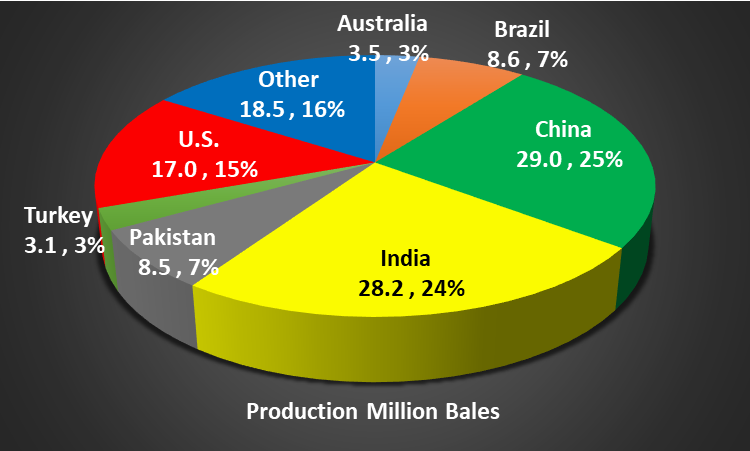 Australia
3.5 , 3%
Brazil
8.6 , 7%
China
29.0 , 25%
India
28.2 , 24%
Pakistan
8.5 , 7%
Turkey
3.1 , 3%
U.S.
17.0 , 15%
Other
18.5 , 16%
Production Million Bales